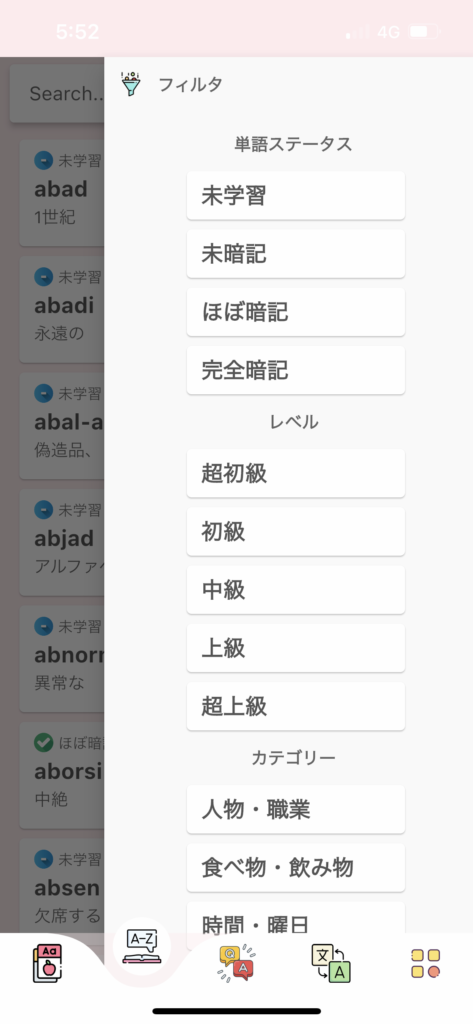 5:52
4G
フィルタ
Search..
単語ステータス
未学習
未暗記
ほぼ暗記
完全暗記
レベル
超初級
初級
中級
上級
超上級
カテゴリー
人物・職業
食べ物・飲み物
時間・曜日
未学習
abad
1世紀
未学習
abadi
永遠の
未学習
abal-a
偽造品、
未学習
abjad
アルファベ
未学習
abnorr
異常な
ほぼ暗
aborsi
中絶
未学習
absen
欠席する
Aa
A-Z
Q
A
文
A